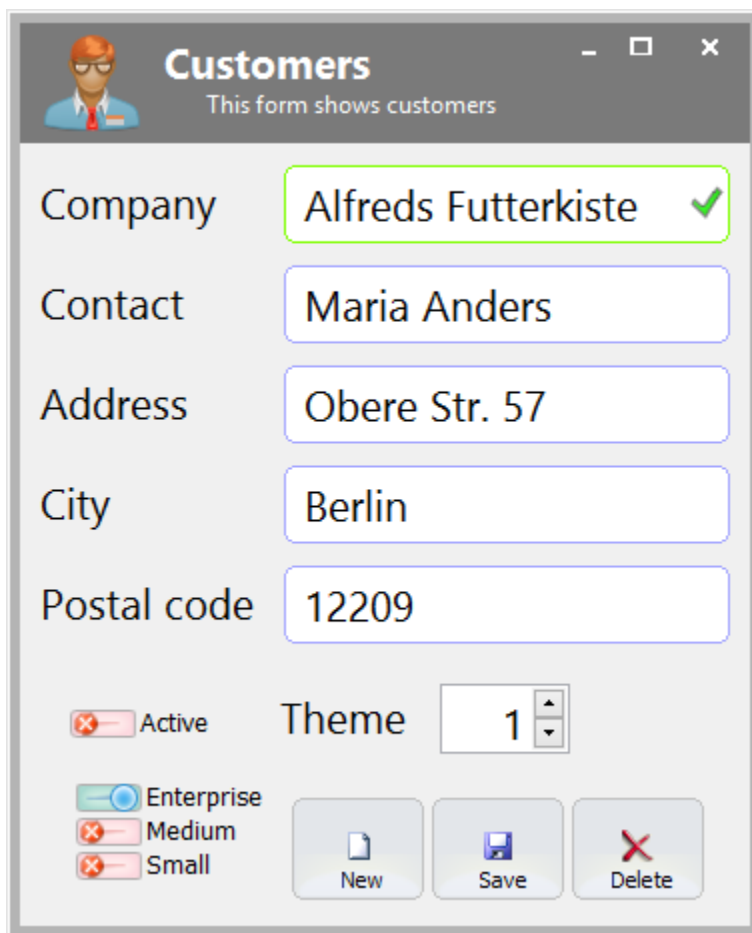 Customers
This form shows customers
Company Alfreds Futterkiste
Contact Maria Anders
Address Obere Str. 57
City Berlin
Postal code 12209
Active Theme 1
Enterprise
Medium
Small
New Save Delete